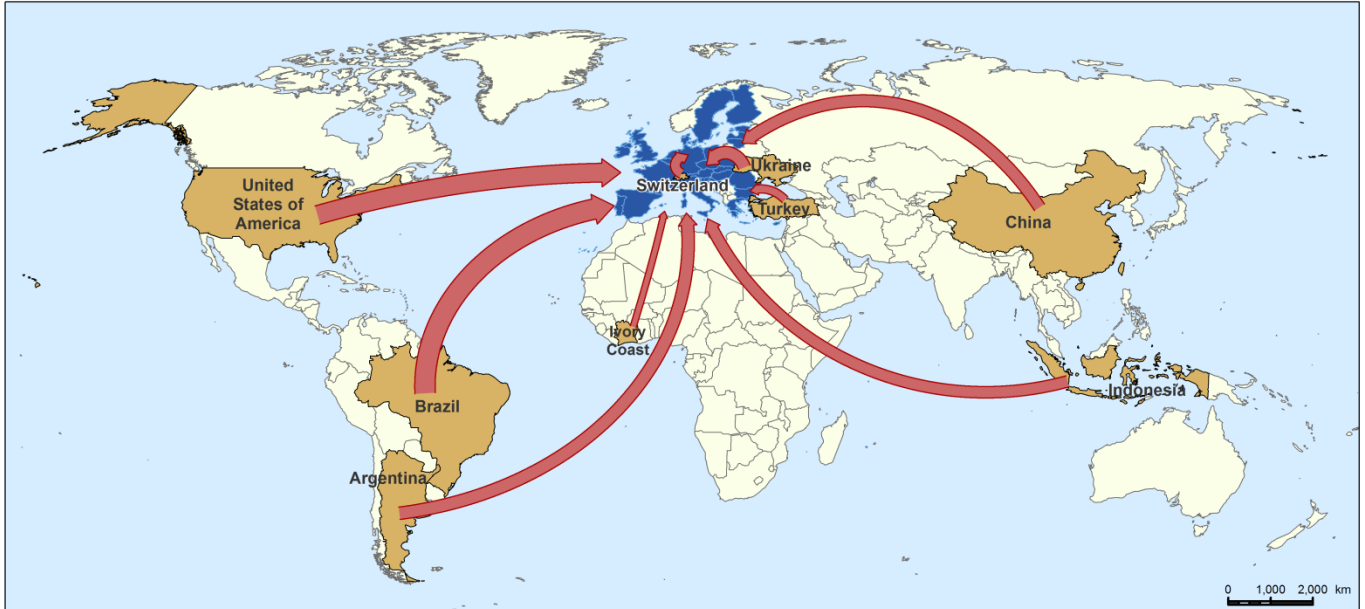 United
States of
America
Switzerland
Ukraine
Turkey
China
Ivory
Coast
Brazil
Argentina
Indonesia
0 1,000 2,000 km